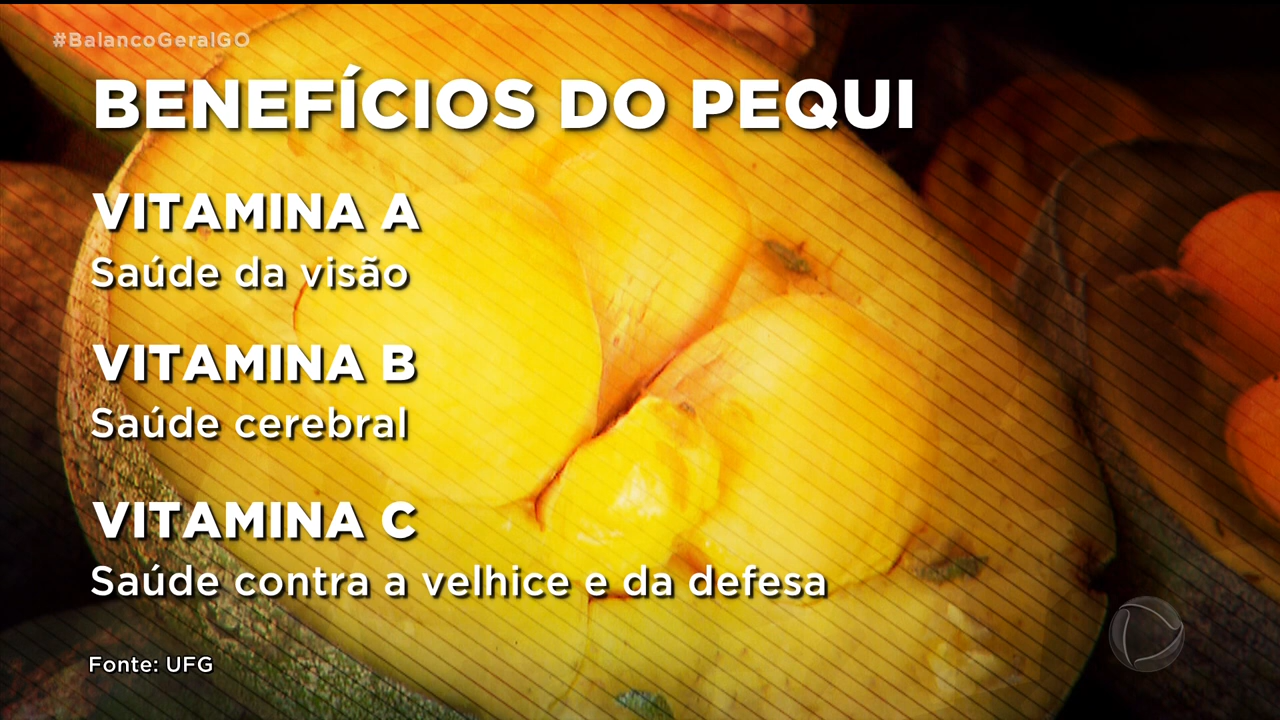 #BalancoGeralGO
BENEFÍCIOS DO PEQUI
VITAMINA A
Saúde da visão
VITAMINA B
Saúde cerebral
VITAMINA C
Saúde contra a velhice e da defesa
Fonte: UFG